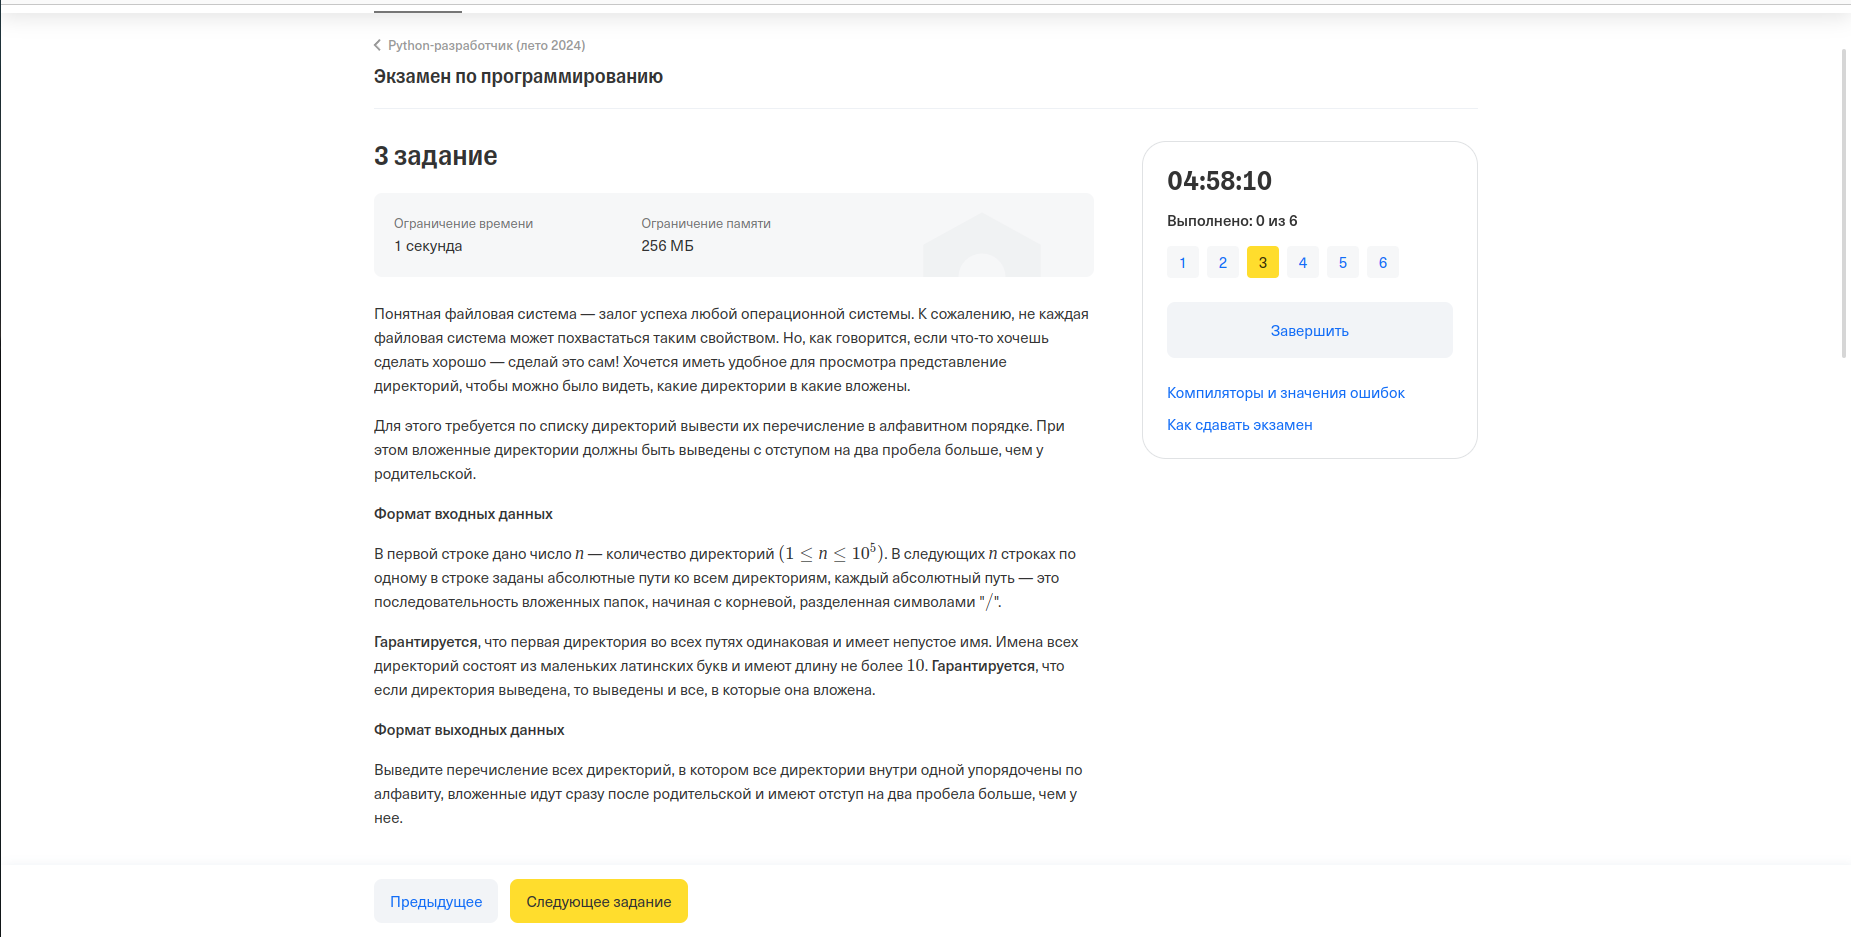 Python-разработчик (лето 2024)
Экзамен по программированию
3 задание
Ограничение времени
1 секунда
Ограничение памяти
256 МБ
Понятная файловая система — залог успеха любой операционной системы. К сожалению, не каждая
файловая система может похвастаться таким свойством. Но, как говорится, если что-то хочешь
сделать хорошо — сделай это сам! Хочется иметь удобное для просмотра представление
директорий, чтобы можно было видеть, какие директории в какие вложены.
Для этого требуется по списку директорий вывести их перечисление в алфавитном порядке. При
этом вложенные директории должны быть выведены с отступом на два пробела больше, чем у
родительской.
Формат входных данных
В первой строке дано число n — количество директорий (1 ≤ n ≤ 10⁵). В следующих n строках по
одному в строке заданы абсолютные пути ко всем директориям, каждый абсолютный путь — это
последовательность вложенных папок, начиная с корневой, разделенная символами "/".
Гарантируется, что первая директория во всех путях одинаковая и имеет непустое имя. Имена всех
директорий состоят из маленьких латинских букв и имеют длину не более 10. Гарантируется, что
если директория выведена, то выведены и все, в которые она вложена.
Формат выходных данных
Выведите перечисление всех директорий, в котором все директории внутри одной упорядочены по
алфавиту, вложенные идут сразу после родительской и имеют отступ на два пробела больше, чем у
нее.
Предыдущее
Следующее задание
04:58:10
Выполнено: 0 из 6
1 2 3 4 5 6
Завершить
Компиляторы и значения ошибок
Как сдавать экзамен